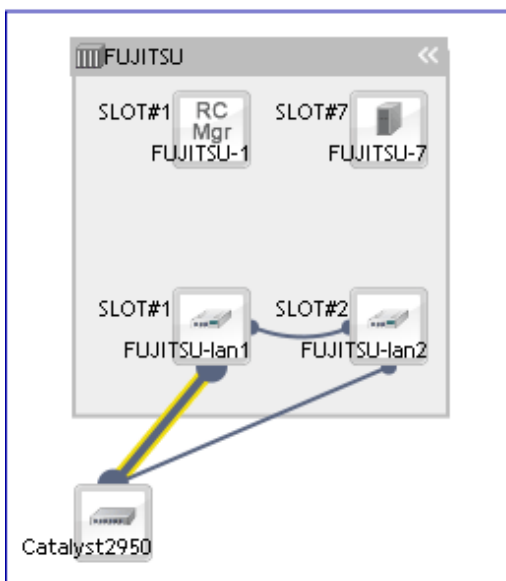 FUJITSU
SLOT#1 RC Mgr SLOT#7
FUJITSU-1 FUJITSU-7
SLOT#1 SLOT#2
FUJITSU-lan1 FUJITSU-lan2
Catalyst2950